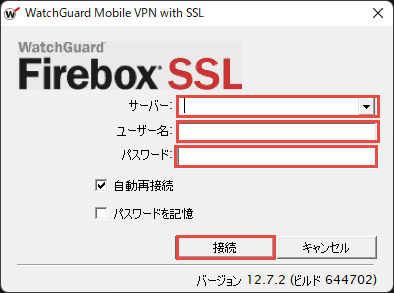 WatchGuard Mobile VPN with SSL
WatchGuard
Firebox SSL
サーバー:
ユーザー名:
パスワード:
自動再接続
パスワードを記憶
接続 キャンセル
バージョン 12.7.2 (ビルド 644702)